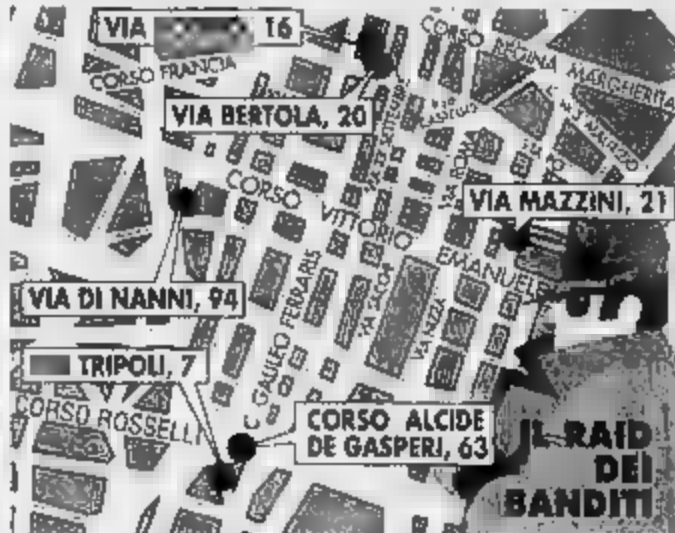 VIA 16
CORSO REGINA MARGHERITA
CORSO FRANCIA
VIA BERTOLA, 20
CORSO VITTORIO EMANUELE
VIA ROMA
VIA MAZZINI, 21
VIA DI NANNI, 94
C. GALILEO FERRARIS
VIA NIZZA
TRIPOLI, 7
CORSO ROSSELLI
CORSO ALCIDE
DE GASPERI, 63
IL RAID
DEI
BANDITI